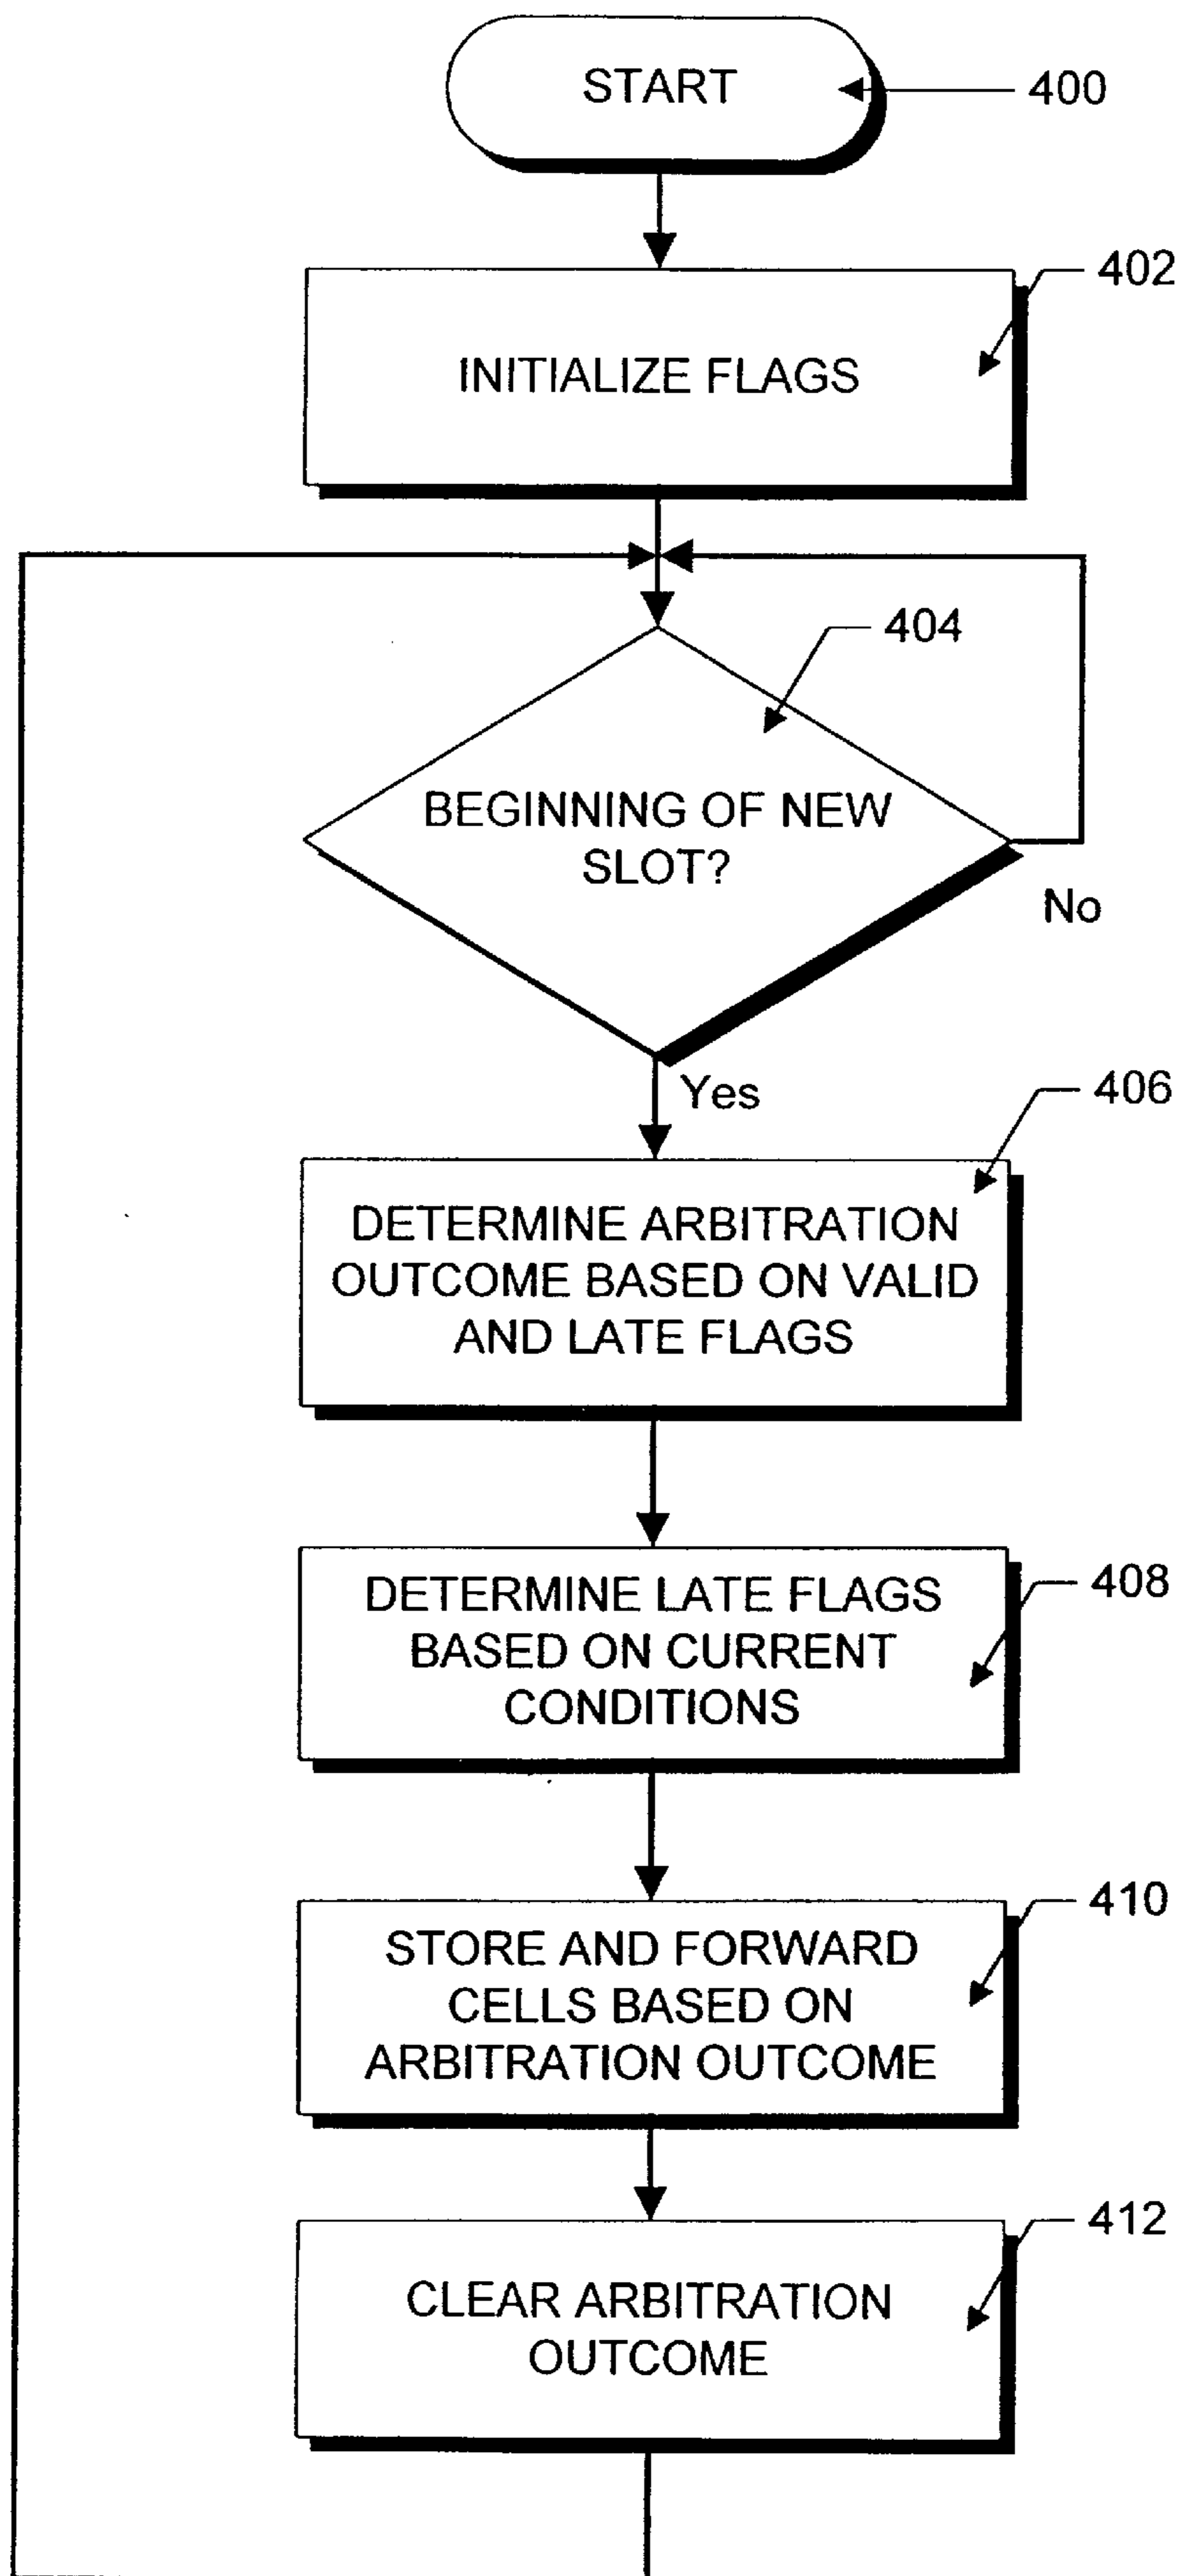 START
400
402
INITIALIZE FLAGS
404
BEGINNING OF NEW
SLOT?
No
Yes
406
DETERMINE ARBITRATION
OUTCOME BASED ON VALID
AND LATE FLAGS
408
DETERMINE LATE FLAGS
BASED ON CURRENT
CONDITIONS
410
STORE AND FORWARD
CELLS BASED ON
ARBITRATION OUTCOME
412
CLEAR ARBITRATION
OUTCOME